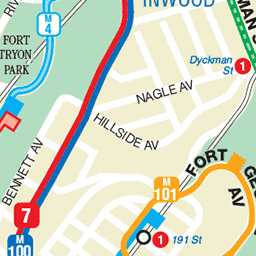 INWOOD
RIV
M
4
FORT
TRYON
PARK
Dyckman
St
1
NAGLE AV
HILLSIDE AV
BENNETT AV
FORT
GE
AV
M
101
7
M
100
1
191 St